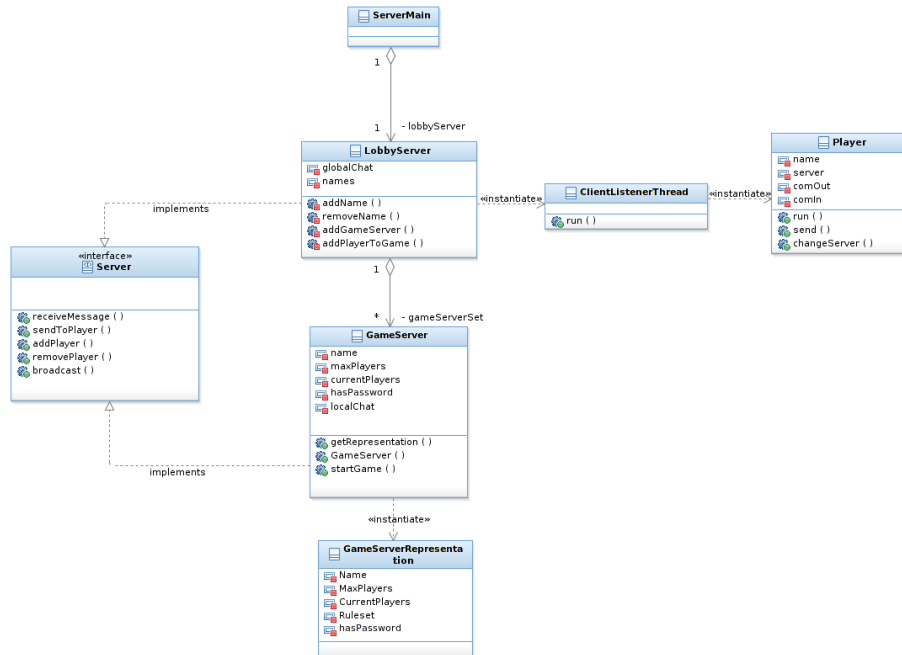 ServerMain
1
1
- lobbyServer
LobbyServer
globalChat
names
addName ( )
removeName ( )
addGameServer ( )
addPlayerToGame ( )
«instantiate»
ClientListenerThread
run ( )
«instantiate»
Player
name
server
comOut
comIn
run ( )
send ( )
changeServer ( )
implements
«interface»
Server
receiveMessage ( )
sendToPlayer ( )
addPlayer ( )
removePlayer ( )
broadcast ( )
1
*
- gameServerSet
GameServer
name
maxPlayers
currentPlayers
hasPassword
localChat
getRepresentation ( )
GameServer ( )
startGame ( )
implements
«instantiate»
GameServerRepresenta
tion
Name
MaxPlayers
CurrentPlayers
Ruleset
hasPassword